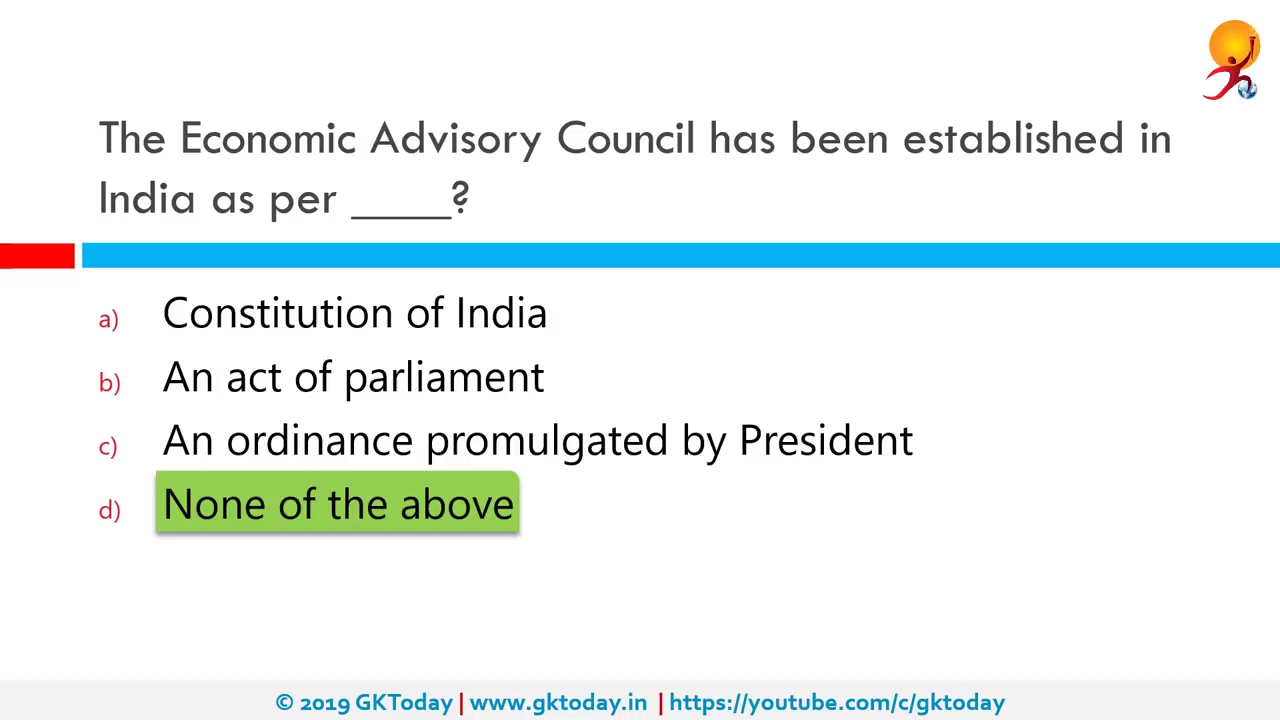 The Economic Advisory Council has been established in
India as per _____?
a) Constitution of India
b) An act of parliament
c) An ordinance promulgated by President
d) None of the above
© 2019 GKToday | www.gktoday.in | https://youtube.com/c/gktoday